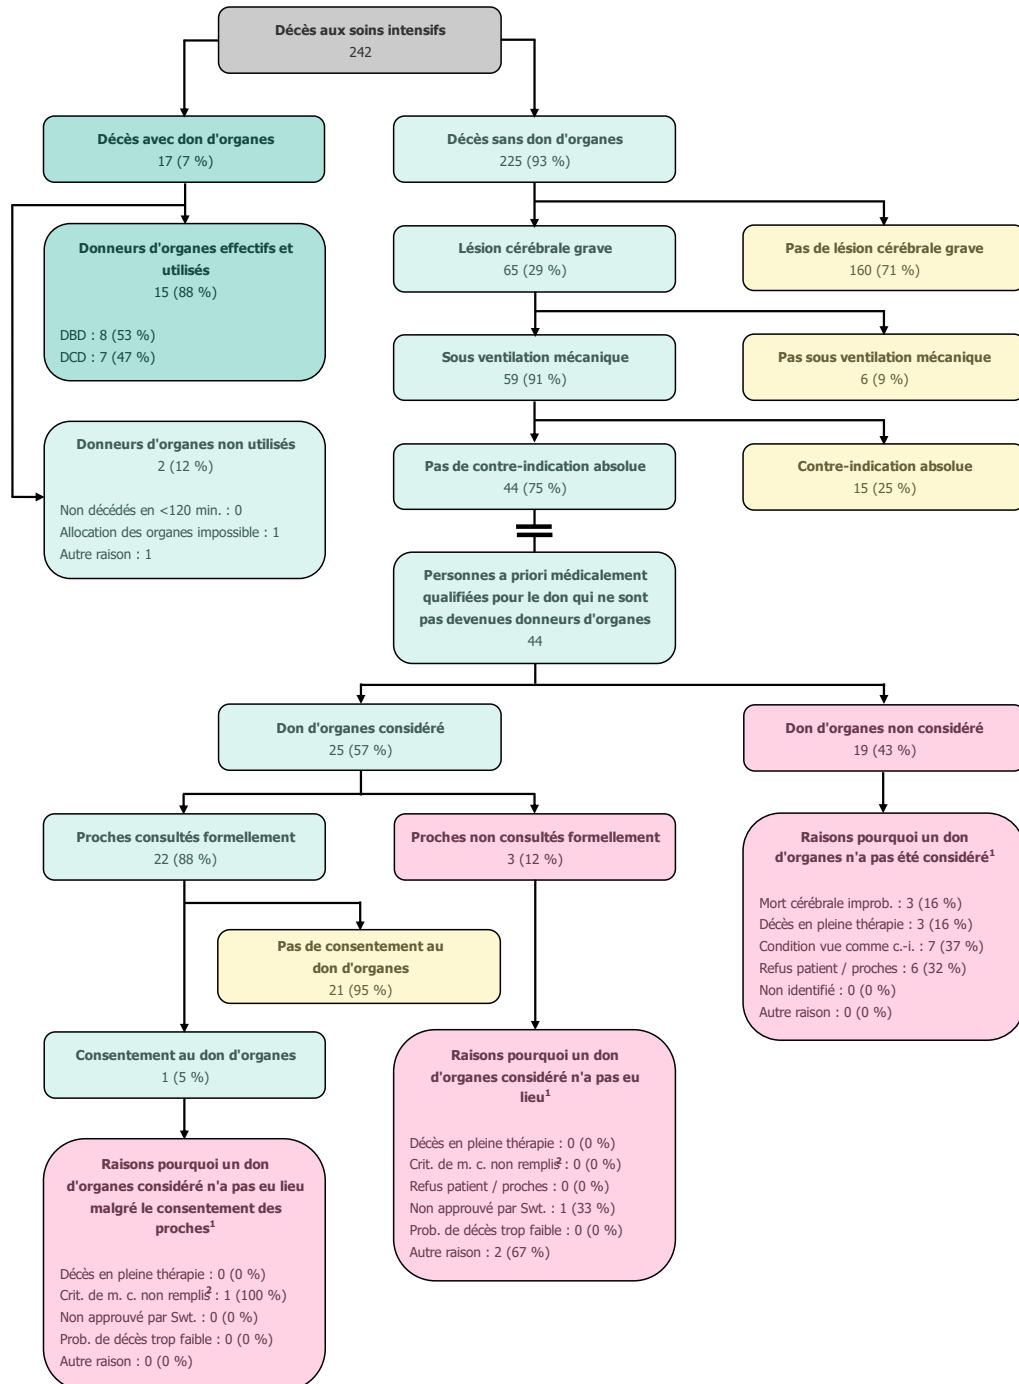 Décès aux soins intensifs
242
Décès avec don d'organes
17 (7 %)
Décès sans don d'organes
225 (93 %)
Donneurs d'organes effectifs et
utilisés
15 (88 %)
DBD : 8 (53 %)
DCD : 7 (47 %)
Lésion cérébrale grave
65 (29 %)
Pas de lésion cérébrale grave
160 (71 %)
Sous ventilation mécanique
59 (91 %)
Pas sous ventilation mécanique
6 (9 %)
Donneurs d'organes non utilisés
2 (12 %)
Non décédés en <120 min. : 0
Allocation des organes impossible : 1
Autre raison : 1
Pas de contre-indication absolue
44 (75 %)
Contre-indication absolue
15 (25 %)
Personnes a priori médicalement
qualifiées pour le don qui ne sont
pas devenues donneurs d'organes
44
Don d'organes considéré
25 (57 %)
Don d'organes non considéré
19 (43 %)
Proches consultés formellement
22 (88 %)
Proches non consultés formellement
3 (12 %)
Raisons pourquoi un don
d'organes n'a pas été considéré¹
Mort cérébrale improb. : 3 (16 %)
Décès en pleine thérapie : 3 (16 %)
Condition vue comme c.-i. : 7 (37 %)
Refus patient / proches : 6 (32 %)
Non identifié : 0 (0 %)
Autre raison : 0 (0 %)
Pas de consentement au
don d'organes
21 (95 %)
Consentement au don d'organes
1 (5 %)
Raisons pourquoi un don
d'organes considéré n'a pas eu
lieu¹
Décès en pleine thérapie : 0 (0 %)
Crit. de m. c. non remplis² : 0 (0 %)
Refus patient / proches : 0 (0 %)
Non approuvé par Swt. : 1 (33 %)
Prob. de décès trop faible : 0 (0 %)
Autre raison : 2 (67 %)
Raisons pourquoi un don
d'organes considéré n'a pas eu lieu
malgré le consentement des
proches¹
Décès en pleine thérapie : 0 (0 %)
Crit. de m. c. non remplis² : 1 (100 %)
Non approuvé par Swt. : 0 (0 %)
Prob. de décès trop faible : 0 (0 %)
Autre raison : 0 (0 %)